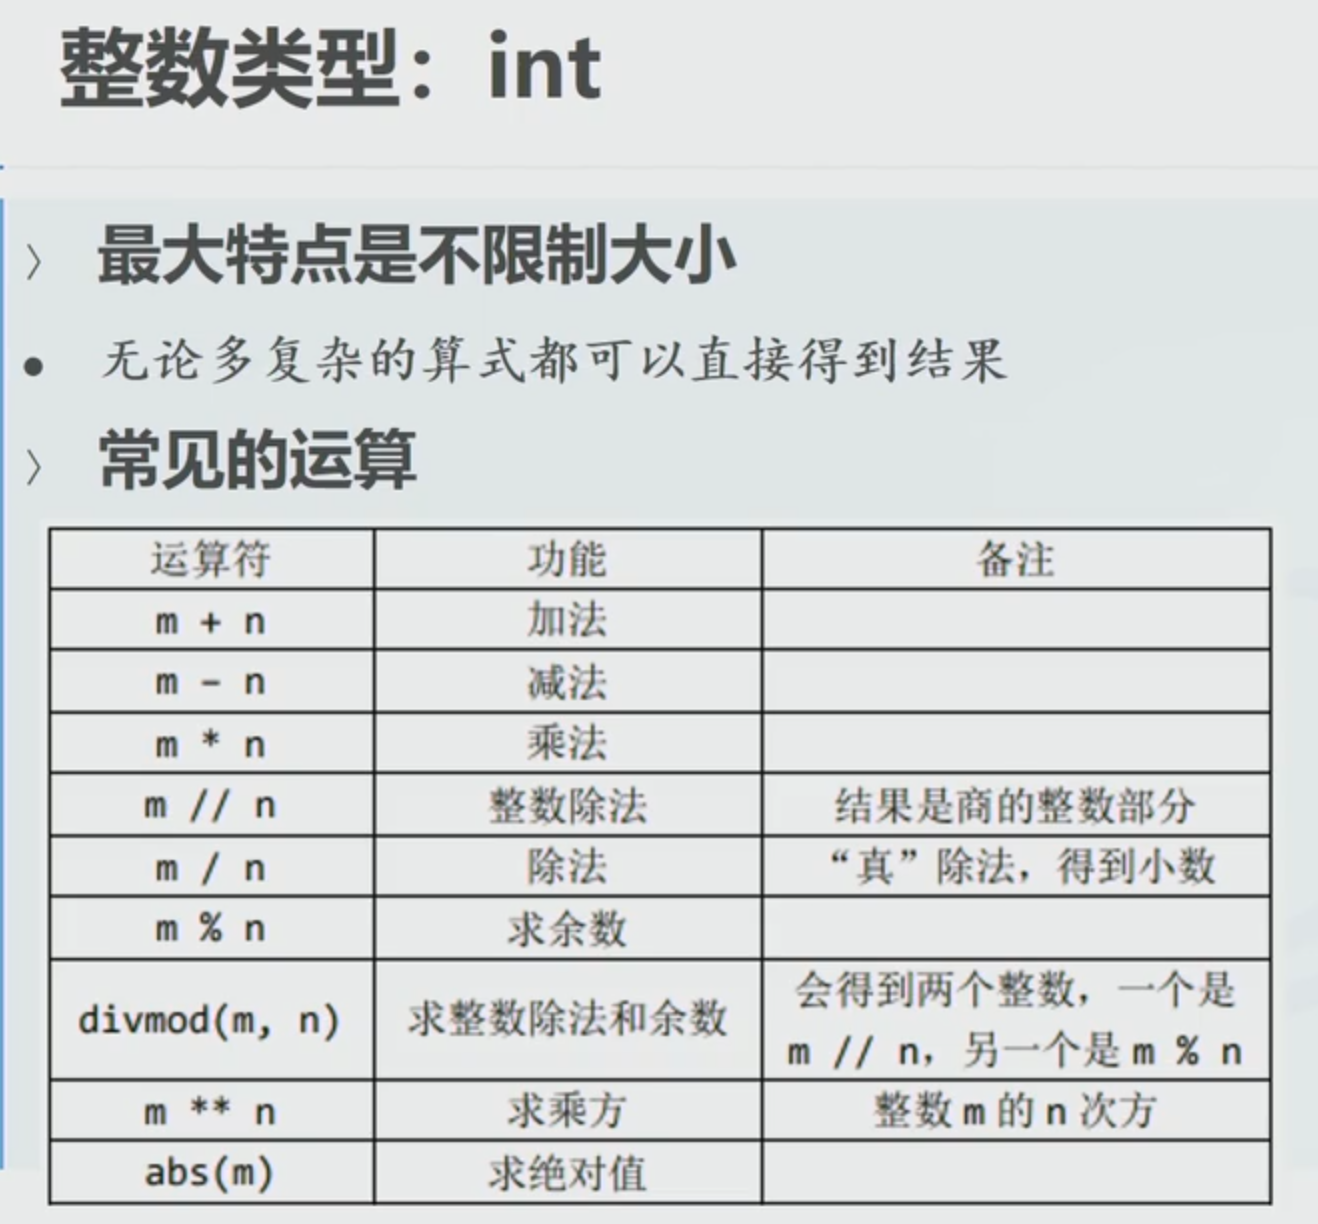 整数类型：int
〉 最大特点是不限制大小
• 无论多复杂的算式都可以直接得到结果
〉 常见的运算
运算符 功能 备注
m + n 加法
m - n 减法
m * n 乘法
m // n 整数除法 结果是商的整数部分
m / n 除法 “真”除法，得到小数
m % n 求余数
divmod(m, n) 求整数除法和余数 会得到两个整数，一个是
m // n，另一个是 m % n
m ** n 求乘方 整数 m 的 n 次方
abs(m) 求绝对值